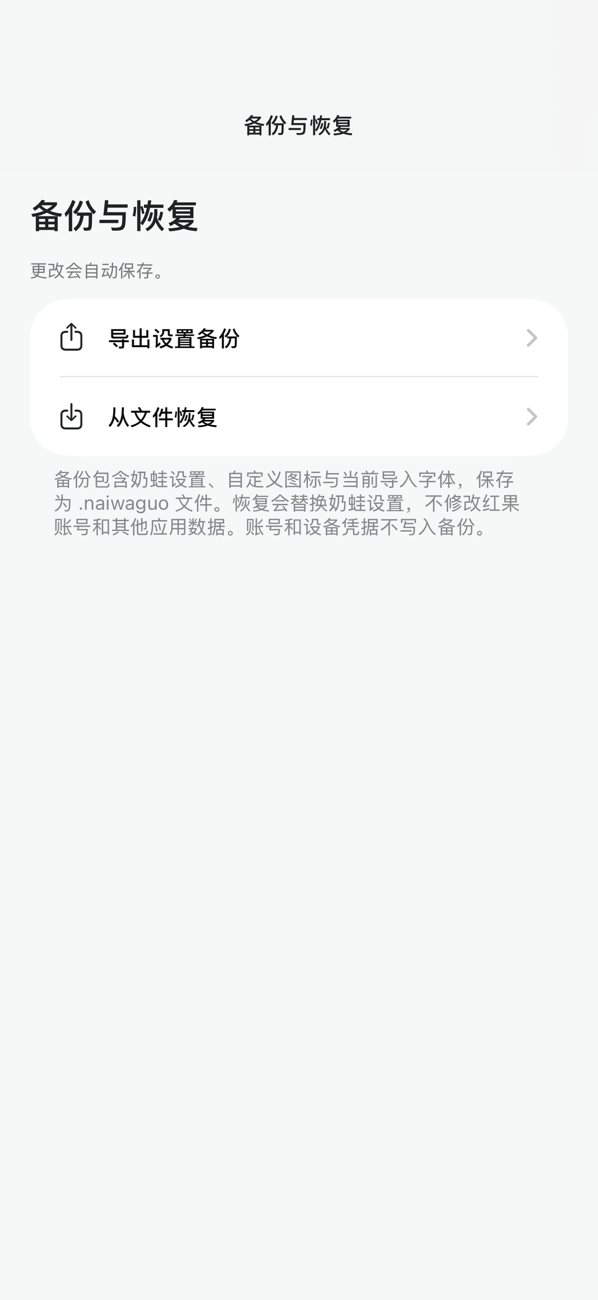 备份与恢复
备份与恢复
更改会自动保存。
导出设置备份
从文件恢复
备份包含奶蛙设置、自定义图标与当前导入字体，保存
为 .naiwaguo 文件。恢复会替换奶蛙设置，不修改红果
账号和其他应用数据。账号和设备凭据不写入备份。